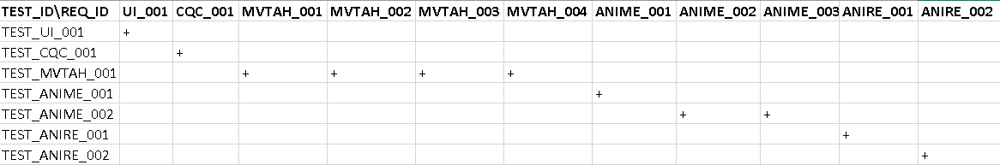 TEST_ID\REQ_ID UI_001 CQC_001 MVTAH_001 MVTAH_002 MVTAH_003 MVTAH_004 ANIME_001 ANIME_002 ANIME_003 ANIRE_001 ANIRE_002
TEST_UI_001 +
TEST_CQC_001 +
TEST_MVTAH_001 + + + +
TEST_ANIME_001 +
TEST_ANIME_002 + +
TEST_ANIRE_001 +
TEST_ANIRE_002 +